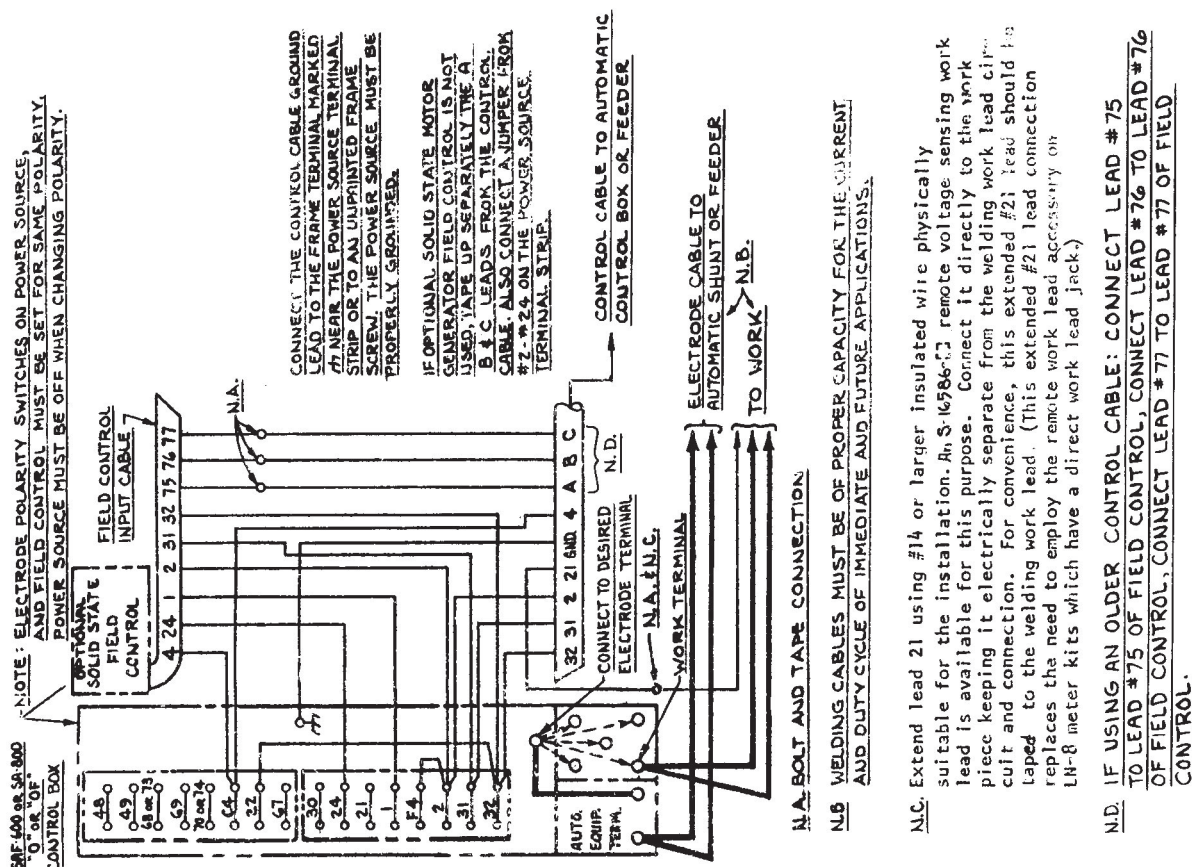 SAF-600 OR SA-800
"O" OR "OF"
CONTROL BOX
NOTE: ELECTRODE POLARITY SWITCHES ON POWER SOURCE,
AND FIELD CONTROL MUST BE SET FOR SAME POLARITY.
POWER SOURCE MUST BE OFF WHEN CHANGING POLARITY.
OPTIONAL
SOLID STATE
FIELD
CONTROL
FIELD CONTROL
INPUT CABLE
4 24 1 2 31 32 75 76 77
N.A.
CONNECT THE CONTROL CABLE GROUND
LEAD TO THE FRAME TERMINAL MARKED
NEAR THE POWER SOURCE TERMINAL
STRIP OR TO AN UNPAINTED FRAME
SCREW. THE POWER SOURCE MUST BE
PROPERLY GROUNDED.
IF OPTIONAL SOLID STATE MOTOR
GENERATOR FIELD CONTROL IS NOT
USED, TAPE UP SEPARATELY THE A
B & C LEADS FROM THE CONTROL
CABLE. ALSO CONNECT A JUMPER FROM
#2 - #24 ON THE POWER SOURCE
TERMINAL STRIP.
48
49
68 OR 73
69
70 OR 74
C4
22
67
30
24
21
1
F4
2
31
32
32 31 2 21 GND 4 A B C
N.D.
CONTROL CABLE TO AUTOMATIC
CONTROL BOX OR FEEDER
AUTO.
EQUIP.
TERM.
CONNECT TO DESIRED
ELECTRODE TERMINAL
N.A. & N.C.
WORK TERMINAL
ELECTRODE CABLE TO
AUTOMATIC SHUNT OR FEEDER
N.B.
TO WORK
N.A. BOLT AND TAPE CONNECTION.
N.B. WELDING CABLES MUST BE OF PROPER CAPACITY FOR THE CURRENT
AND DUTY CYCLE OF IMMEDIATE AND FUTURE APPLICATIONS.
N.C. Extend lead 21 using #14 or larger insulated wire physically
suitable for the installation. An S-16586- remote voltage sensing work
lead is available for this purpose. Connect it directly to the work
piece keeping it electrically separate from the welding work lead cir-
cuit and connection. For convenience, this extended #21 lead should be
taped to the welding work lead. (This extended #21 lead connection
replaces the need to employ the remote work lead accessory on
LN-8 meter kits which have a direct work lead jack.)
N.D. IF USING AN OLDER CONTROL CABLE: CONNECT LEAD #75
TO LEAD #75 OF FIELD CONTROL, CONNECT LEAD #76 TO LEAD #76
OF FIELD CONTROL, CONNECT LEAD #77 TO LEAD #77 OF FIELD
CONTROL.